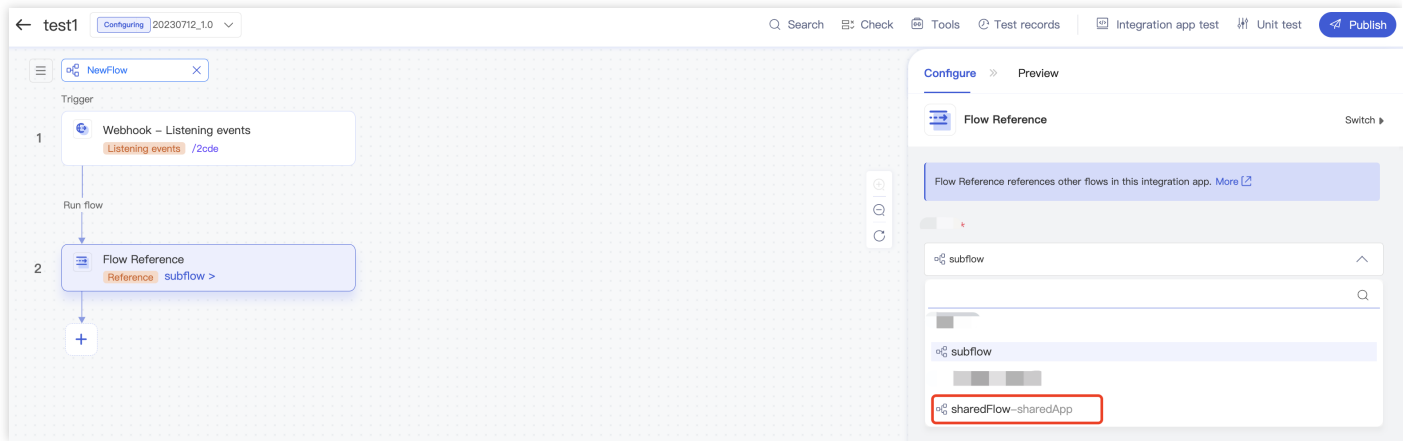 test1 Configuring 20230712_1.0 Search Check Tools Test records Integration app test Unit test Publish
NewFlow
Trigger
1
Webhook – Listening events
Listening events /2cde
Run flow
2
Flow Reference
Reference subflow >
+
Configure » Preview
Flow Reference Switch
Flow Reference references other flows in this integration app. More
*
subflow
subflow
sharedFlow–sharedApp